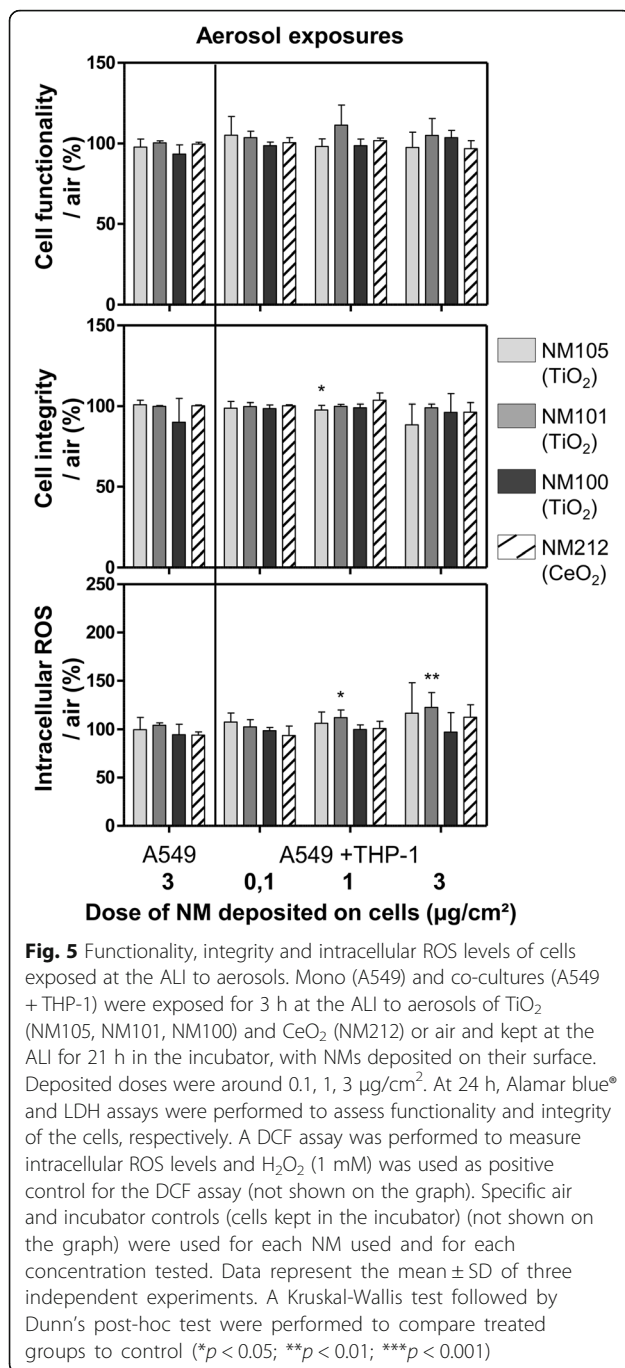 Aerosol exposures
Cell functionality
/ air (%)
150
100
50
0
Cell integrity
/ air (%)
150
100
50
0
Intracellular ROS
/ air (%)
250
200
150
100
50
0
*
*
**
NM105
(TiO₂)
NM101
(TiO₂)
NM100
(TiO₂)
NM212
(CeO₂)
A549 A549 +THP-1
3 0,1 1 3
Dose of NM deposited on cells (µg/cm²)
Fig. 5 Functionality, integrity and intracellular ROS levels of cells
exposed at the ALI to aerosols. Mono (A549) and co-cultures (A549
+ THP-1) were exposed for 3 h at the ALI to aerosols of TiO₂
(NM105, NM101, NM100) and CeO₂ (NM212) or air and kept at the
ALI for 21 h in the incubator, with NMs deposited on their surface.
Deposited doses were around 0.1, 1, 3 µg/cm². At 24 h, Alamar blue®
and LDH assays were performed to assess functionality and integrity
of the cells, respectively. A DCF assay was performed to measure
intracellular ROS levels and H₂O₂ (1 mM) was used as positive
control for the DCF assay (not shown on the graph). Specific air
and incubator controls (cells kept in the incubator) (not shown on
the graph) were used for each NM used and for each
concentration tested. Data represent the mean ± SD of three
independent experiments. A Kruskal-Wallis test followed by
Dunn's post-hoc test were performed to compare treated
groups to control (*p < 0.05; **p < 0.01; ***p < 0.001)